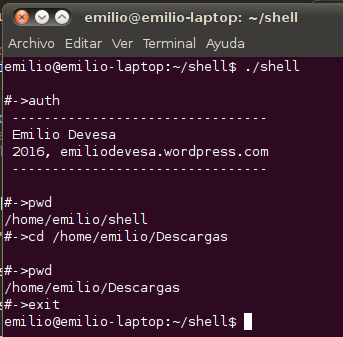 emilio@emilio-laptop: ~/shell
Archivo Editar Ver Terminal Ayuda
emilio@emilio-laptop:~/shell$ ./shell
#->auth
--------------------------------
Emilio Devesa
2016, emiliodevesa.wordpress.com
--------------------------------
#->pwd
/home/emilio/shell
#->cd /home/emilio/Descargas
#->pwd
/home/emilio/Descargas
#->exit
emilio@emilio-laptop:~/shell$